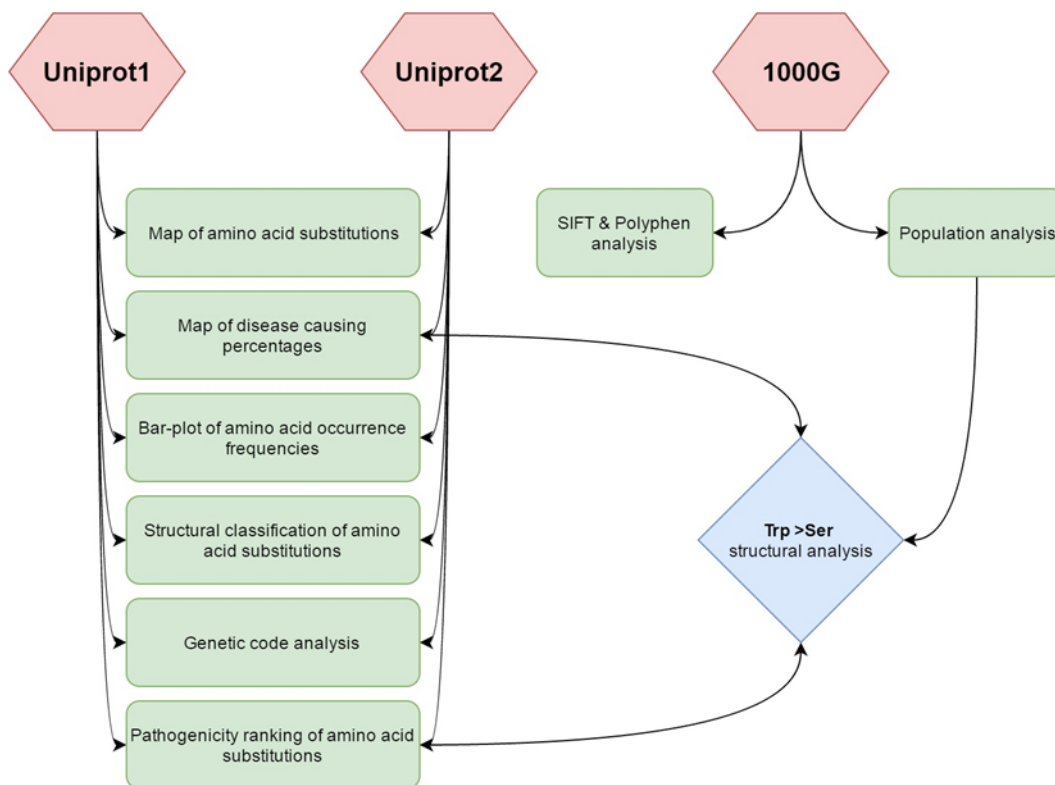 Uniprot1
Uniprot2
1000G
Map of amino acid substitutions
SIFT & Polyphen
analysis
Population analysis
Map of disease causing
percentages
Bar-plot of amino acid occurrence
frequencies
Structural classification of amino
acid substitutions
Trp >Ser
structural analysis
Genetic code analysis
Pathogenicity ranking of amino acid
substitutions